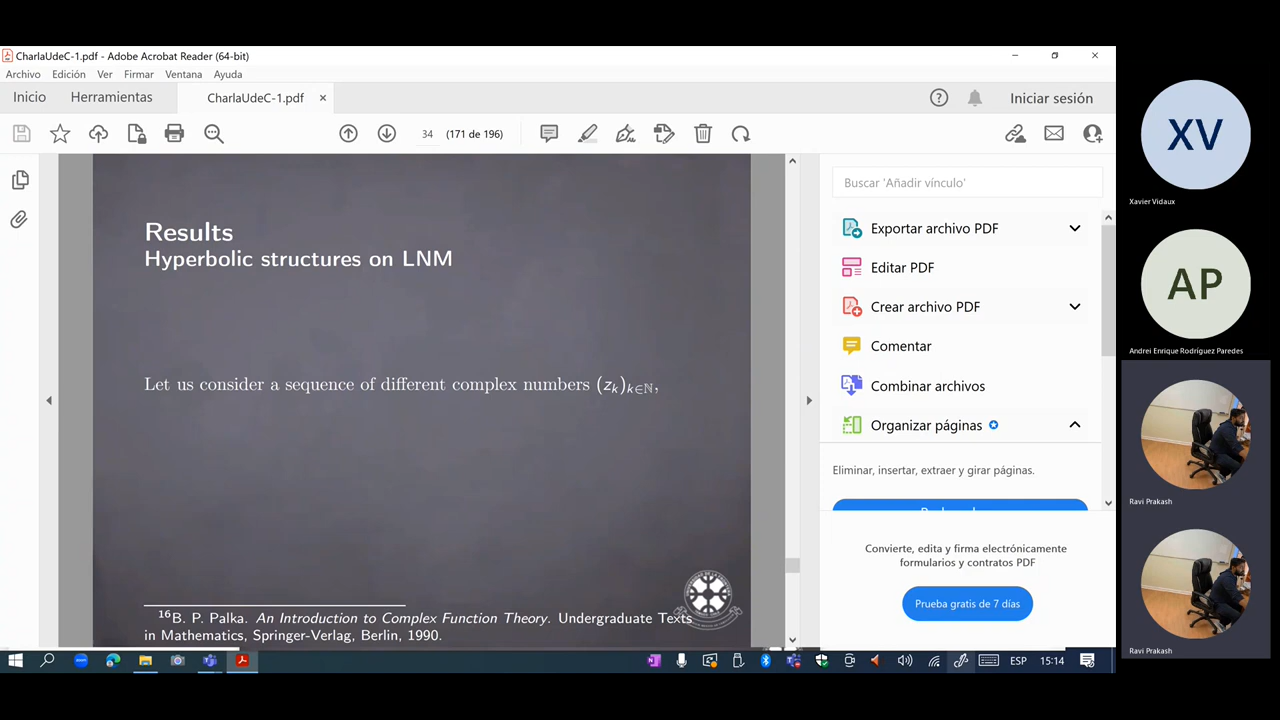 CharlaUdeC-1.pdf - Adobe Acrobat Reader (64-bit)
Archivo Edición Ver Firmar Ventana Ayuda
Inicio Herramientas CharlaUdeC-1.pdf × Iniciar sesión
34 (171 de 196)
Results
Hyperbolic structures on LNM
Let us consider a sequence of different complex numbers (zₖ)ₖ∈ℕ,
¹⁶B. P. Palka. An Introduction to Complex Function Theory. Undergraduate Texts
in Mathematics, Springer-Verlag, Berlin, 1990.
Buscar 'Añadir vínculo'
Exportar archivo PDF
Editar PDF
Crear archivo PDF
Comentar
Combinar archivos
Organizar páginas
Eliminar, insertar, extraer y girar páginas.
Convierte, edita y firma electrónicamente
formularios y contratos PDF
Prueba gratis de 7 días
XV
Xavier Vidaux
AP
Andrei Enrique Rodríguez Paredes
Ravi Prakash
Ravi Prakash
ESP 15:14